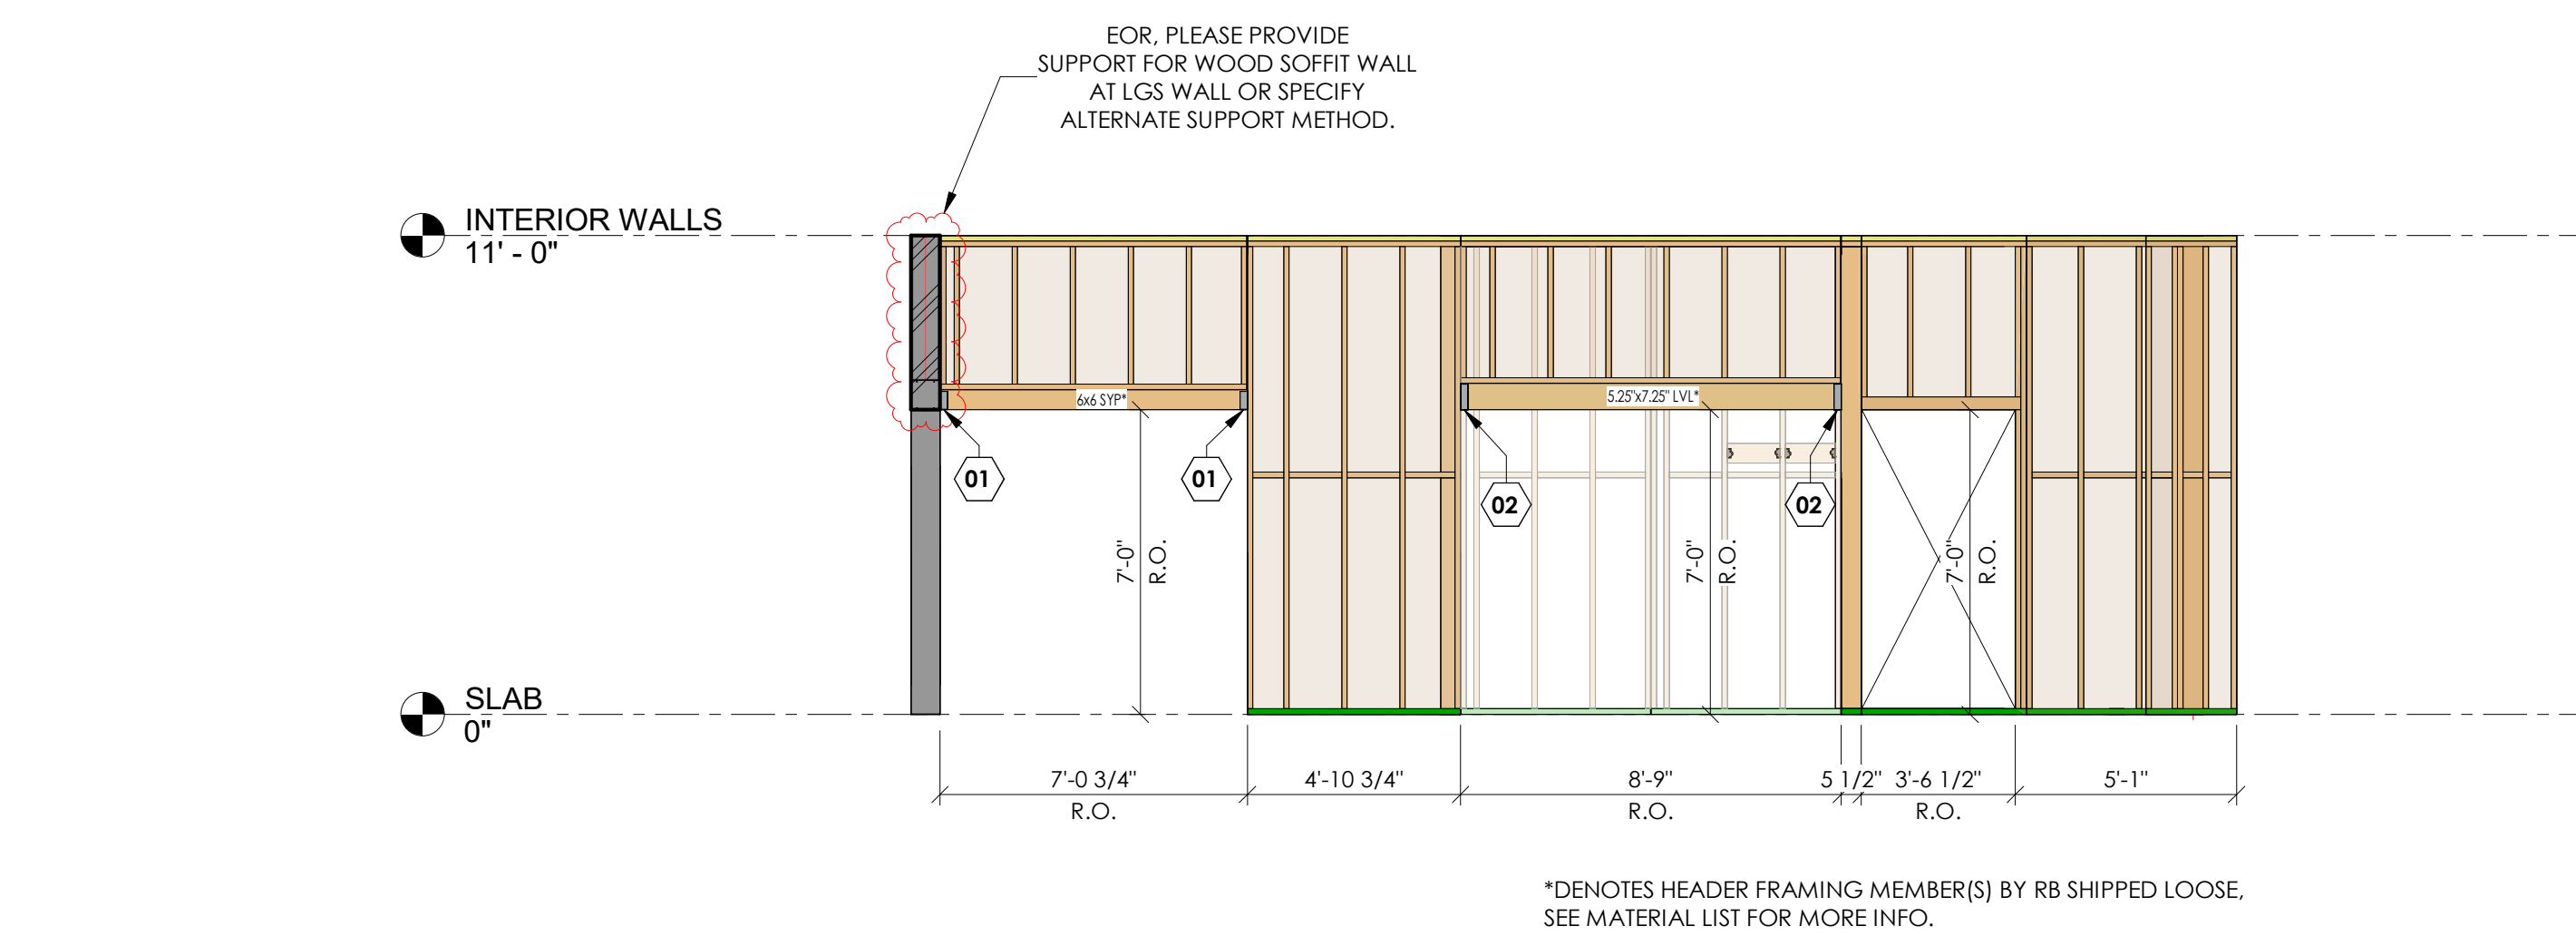 EOR, PLEASE PROVIDE
SUPPORT FOR WOOD SOFFIT WALL
AT LGS WALL OR SPECIFY
ALTERNATE SUPPORT METHOD.
INTERIOR WALLS
11' - 0"
6x6 SYP*
5.25"x7.25" LVL*
01
01
02
02
7'-0"
R.O.
7'-0"
R.O.
7'-0"
R.O.
SLAB
0"
7'-0 3/4"
R.O.
4'-10 3/4"
8'-9"
R.O.
5 1/2"
3'-6 1/2"
R.O.
5'-1"
*DENOTES HEADER FRAMING MEMBER(S) BY RB SHIPPED LOOSE,
SEE MATERIAL LIST FOR MORE INFO.